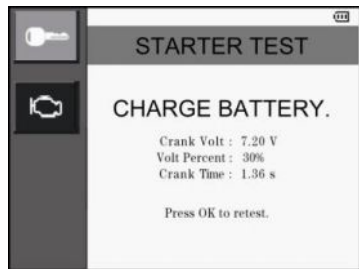 STARTER TEST
CHARGE BATTERY.
Crank Volt : 7.20 V
Volt Percent : 30%
Crank Time : 1.36 s
Press OK to retest.